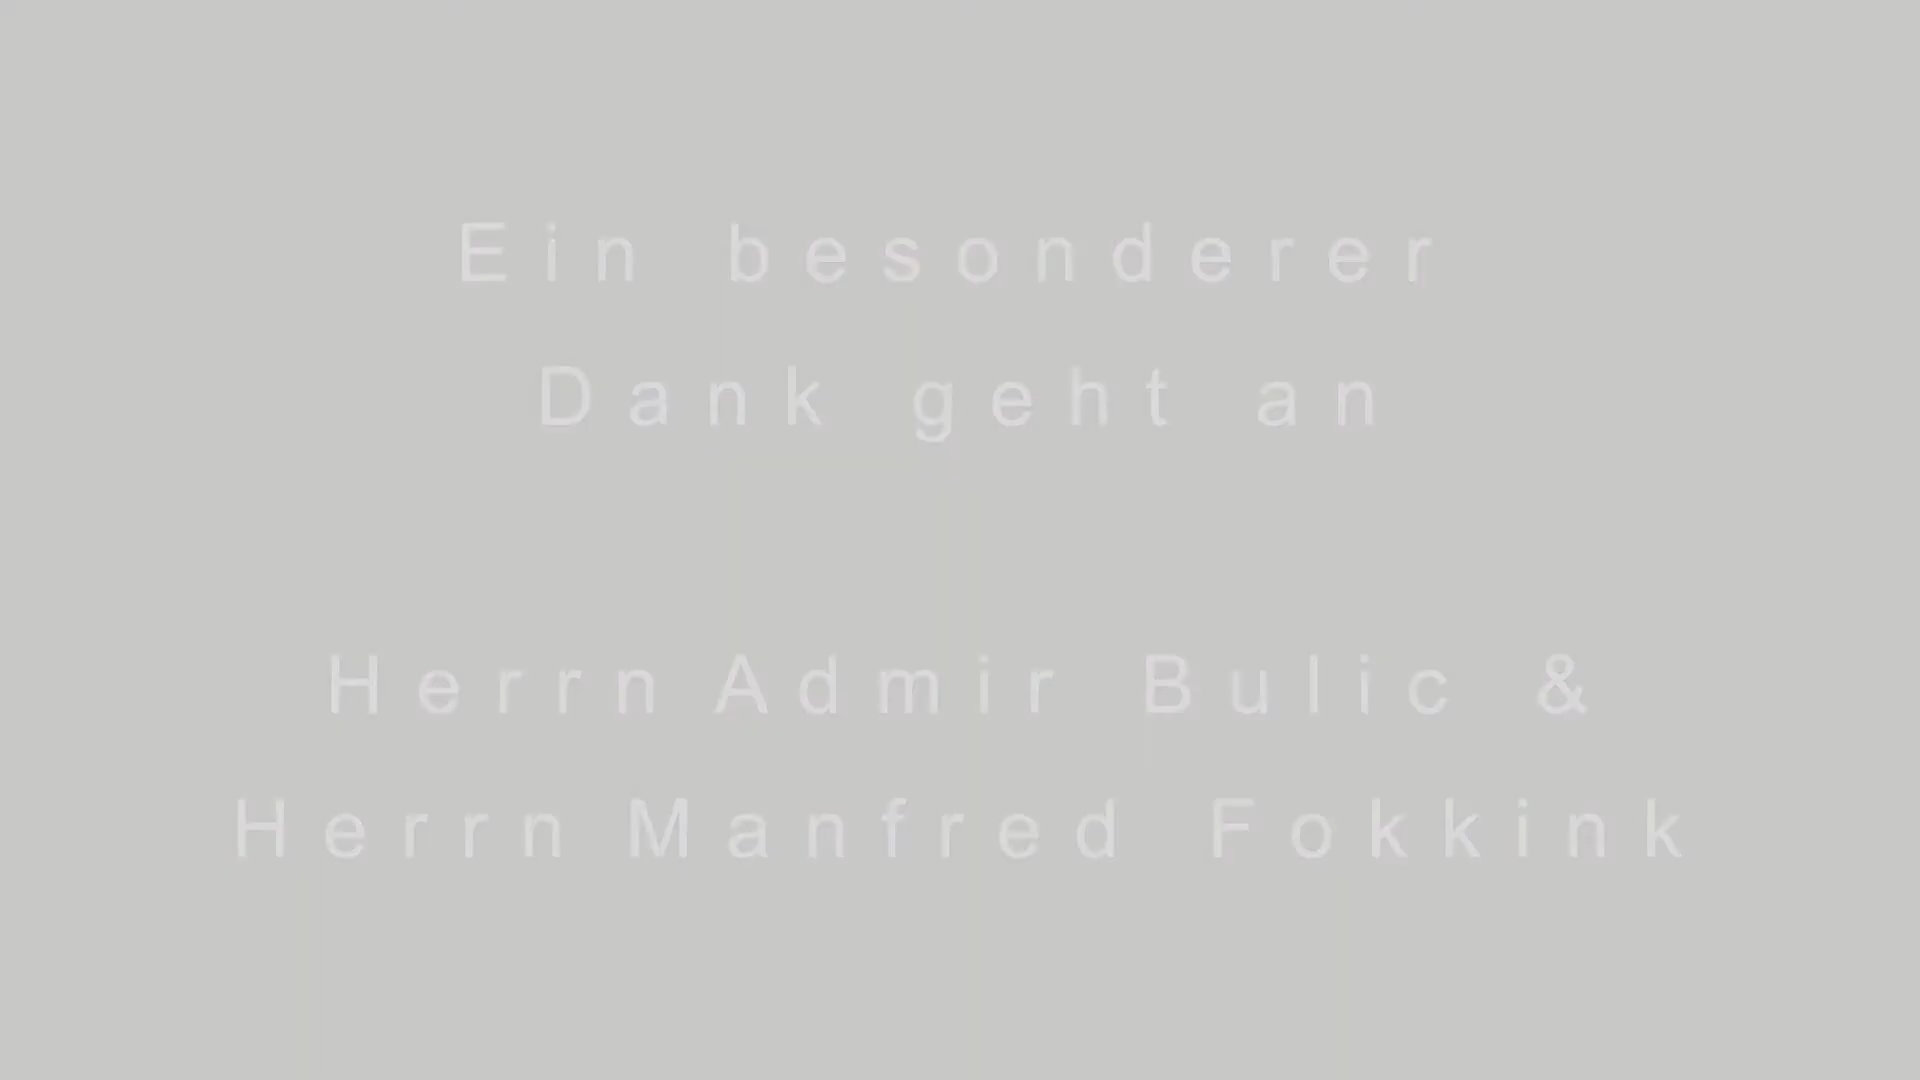 Ein besonderer
Dank geht an
Herrn Admir Bulic &
Herrn Manfred Fokkink